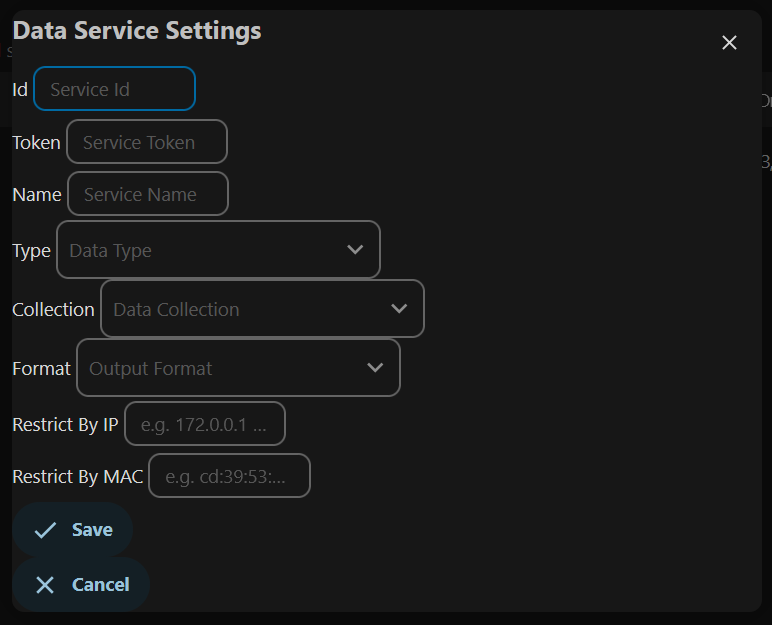 Data Service Settings
Id Service Id
Token Service Token
Name Service Name
Type Data Type
Collection Data Collection
Format Output Format
Restrict By IP e.g. 172.0.0.1 ...
Restrict By MAC e.g. cd:39:53:...
Save
Cancel